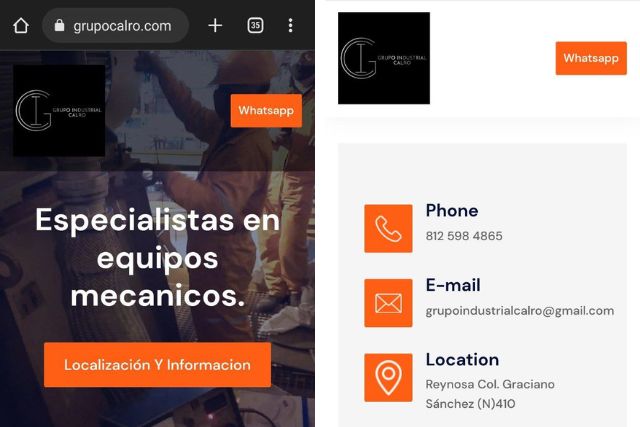 grupocalro.com
35
GRUPO INDUSTRIAL
CALRO
Whatsapp
Especialistas en
equipos
mecanicos.
Localización Y Informacion
GRUPO INDUSTRIAL
CALRO
Whatsapp
Phone
812 598 4865
E-mail
grupoindustrialcalro@gmail.com
Location
Reynosa Col. Graciano
Sánchez (N)410